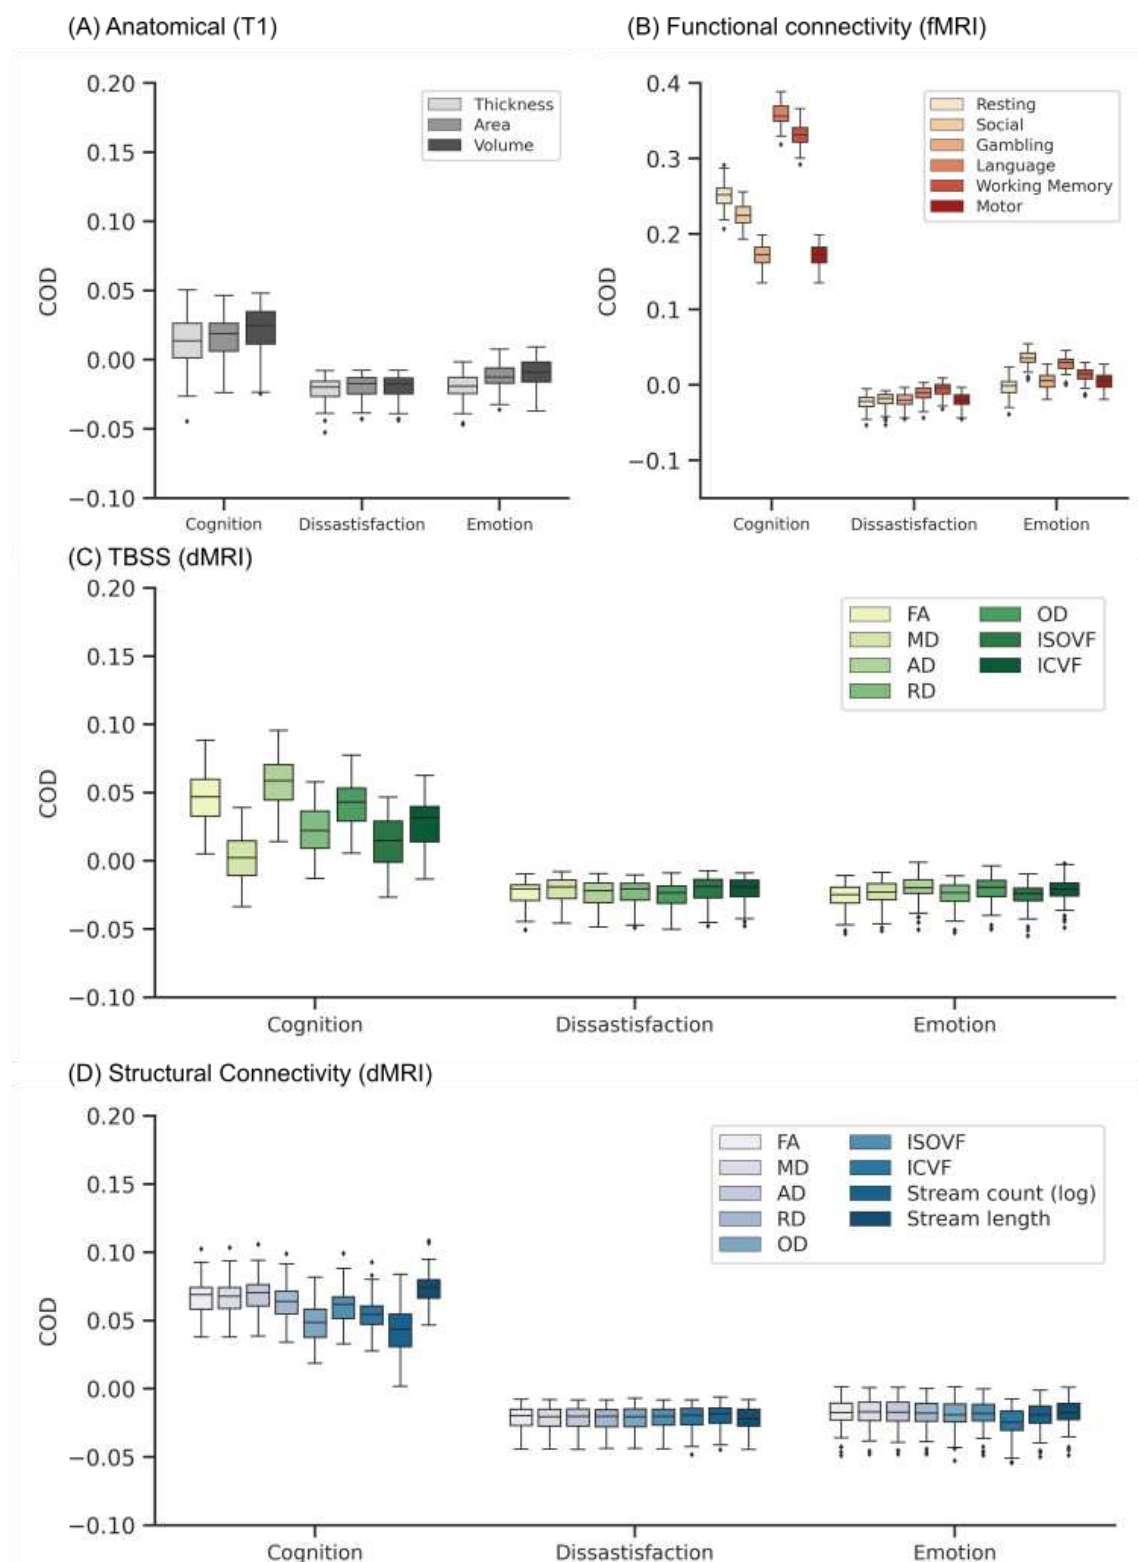 (A) Anatomical (T1)
0.20
0.15
0.10
0.05
0.00
−0.05
−0.10
COD
Thickness
Area
Volume
Cognition
Dissastisfaction
Emotion
(B) Functional connectivity (fMRI)
0.4
0.3
0.2
0.1
0.0
−0.1
COD
Resting
Social
Gambling
Language
Working Memory
Motor
Cognition
Dissastisfaction
Emotion
(C) TBSS (dMRI)
0.20
0.15
0.10
0.05
0.00
−0.05
−0.10
COD
FA
MD
AD
RD
OD
ISOVF
ICVF
Cognition
Dissastisfaction
Emotion
(D) Structural Connectivity (dMRI)
0.20
0.15
0.10
0.05
0.00
−0.05
−0.10
COD
FA
MD
AD
RD
OD
ISOVF
ICVF
Stream count (log)
Stream length
Cognition
Dissastisfaction
Emotion